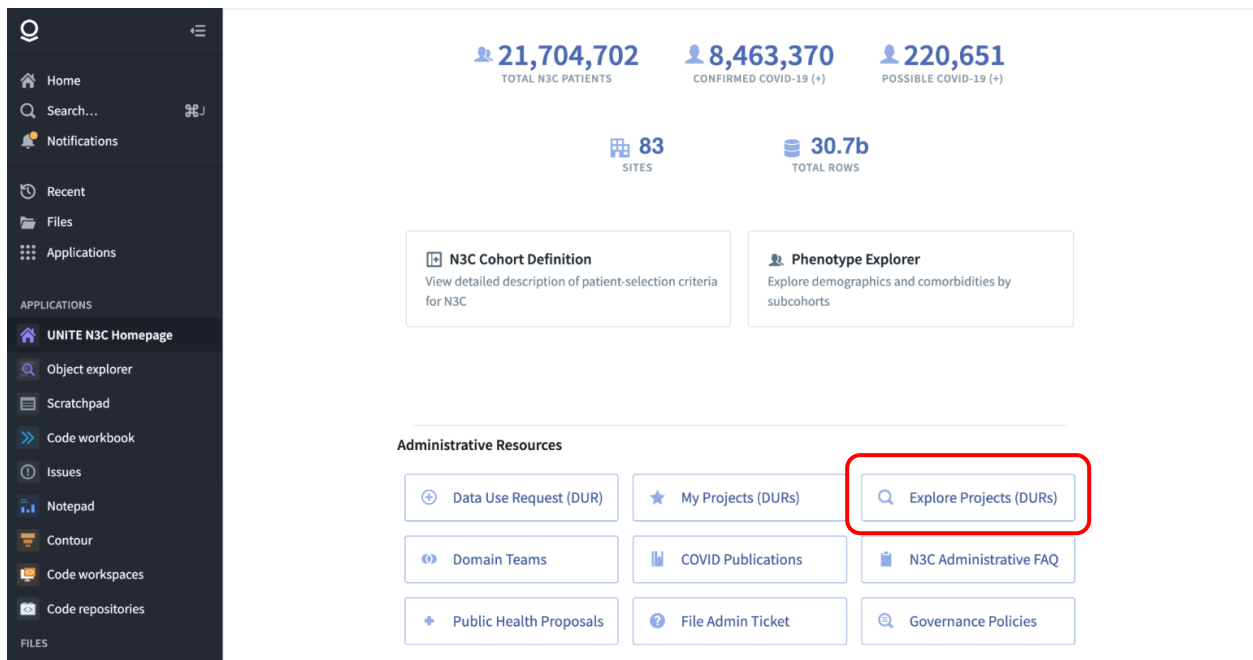 Home
Search... ⌘J
Notifications
Recent
Files
Applications
APPLICATIONS
UNITE N3C Homepage
Object explorer
Scratchpad
Code workbook
Issues
Notepad
Contour
Code workspaces
Code repositories
FILES
21,704,702 8,463,370 220,651
TOTAL N3C PATIENTS CONFIRMED COVID-19 (+) POSSIBLE COVID-19 (+)
83 30.7b
SITES TOTAL ROWS
N3C Cohort Definition
View detailed description of patient-selection criteria
for N3C
Phenotype Explorer
Explore demographics and comorbidities by
subcohorts
Administrative Resources
Data Use Request (DUR) My Projects (DURs) Explore Projects (DURs)
Domain Teams COVID Publications N3C Administrative FAQ
Public Health Proposals File Admin Ticket Governance Policies